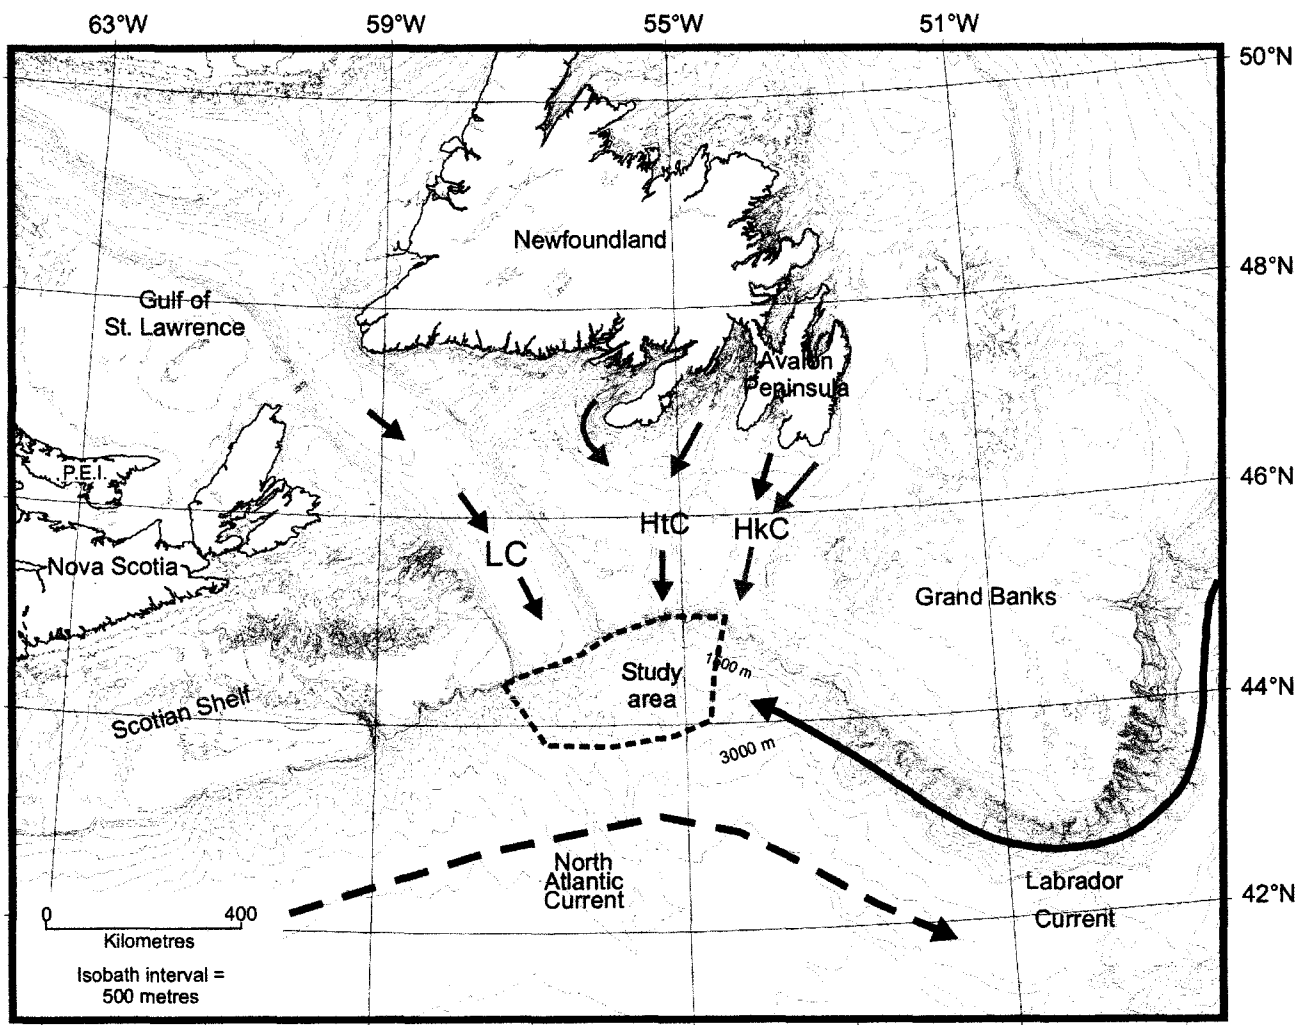 63°W 59°W 55°W 51°W
50°N
Newfoundland
48°N
Gulf of
St. Lawrence
Avalon
Peninsula
P.E.I.
46°N
HtC
HkC
LC
Nova Scotia
Grand Banks
Study
area
44°N
Scotian Shelf
3000 m
North
Atlantic
Current
Labrador
Current
42°N
0 400
Kilometres
Isobath interval =
500 metres